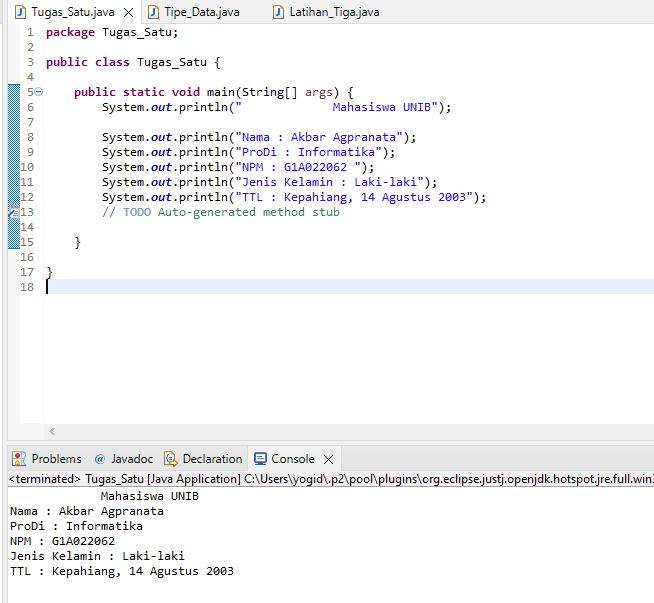 Tugas_Satu.java Tipe_Data.java Latihan_Tiga.java
1 package Tugas_Satu;
2
3 public class Tugas_Satu {
4
5 public static void main(String[] args) {
6 System.out.println("             Mahasiswa UNIB");
7
8 System.out.println("Nama : Akbar Agpranata");
9 System.out.println("ProDi : Informatika");
10 System.out.println("NPM : G1A022062 ");
11 System.out.println("Jenis Kelamin : Laki-laki");
12 System.out.println("TTL : Kepahiang, 14 Agustus 2003");
13 // TODO Auto-generated method stub
14
15 }
16
17 }
18
Problems @ Javadoc Declaration Console
<terminated> Tugas_Satu [Java Application] C:\Users\yogid\.p2\pool\plugins\org.eclipse.justj.openjdk.hotspot.jre.full.win3
Mahasiswa UNIB
Nama : Akbar Agpranata
ProDi : Informatika
NPM : G1A022062
Jenis Kelamin : Laki-laki
TTL : Kepahiang, 14 Agustus 2003